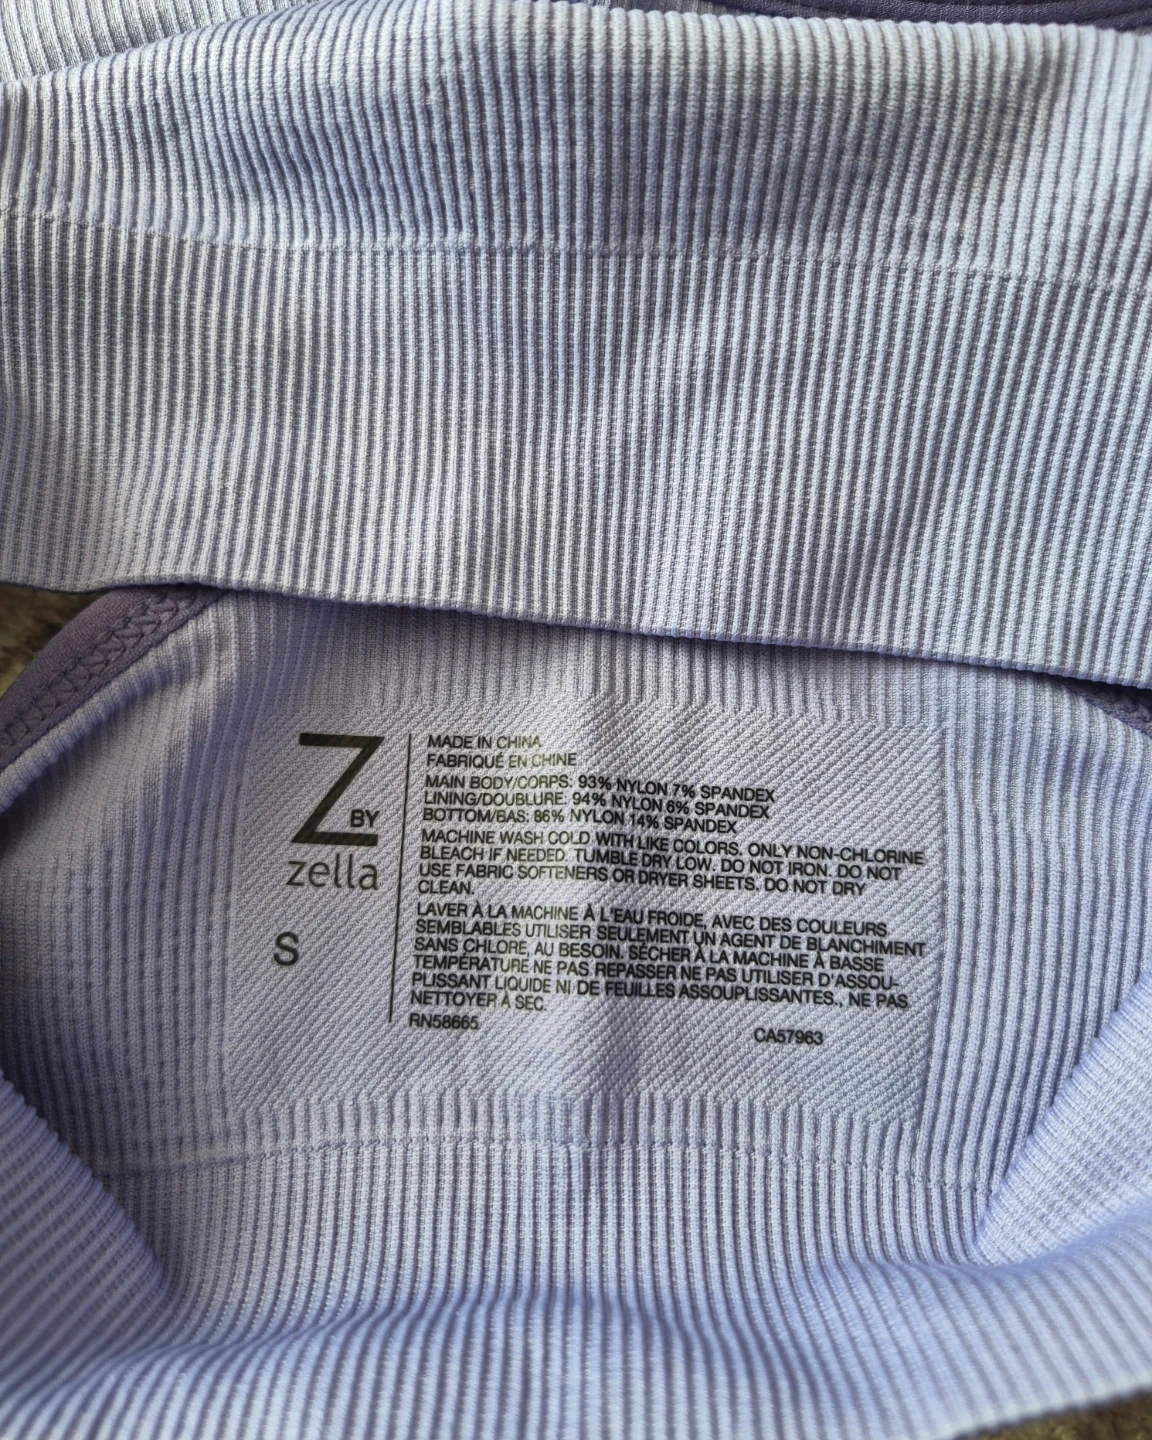 Z BY
zella
S
MADE IN CHINA
FABRIQUÉ EN CHINE
MAIN BODY/CORPS: 93% NYLON 7% SPANDEX
LINING/DOUBLURE: 94% NYLON 6% SPANDEX
BOTTOM/BAS: 86% NYLON 14% SPANDEX
MACHINE WASH COLD WITH LIKE COLORS. ONLY NON-CHLORINE
BLEACH IF NEEDED. TUMBLE DRY LOW. DO NOT IRON. DO NOT
USE FABRIC SOFTENERS OR DRYER SHEETS. DO NOT DRY
CLEAN.
LAVER À LA MACHINE À L'EAU FROIDE, AVEC DES COULEURS
SEMBLABLES UTILISER SEULEMENT UN AGENT DE BLANCHIMENT
SANS CHLORE, AU BESOIN. SÉCHER À LA MACHINE À BASSE
TEMPÉRATURE NE PAS REPASSER NE PAS UTILISER D'ASSOU-
PLISSANT LIQUIDE NI DE FEUILLES ASSOUPLISSANTES., NE PAS
NETTOYER À SEC.
RN58665 CA57963